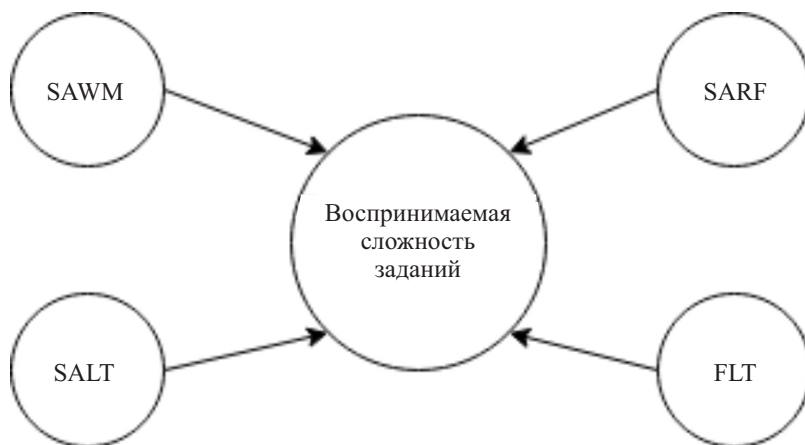 SAWM
SARF
Воспринимаемая
сложность
заданий
SALT
FLT